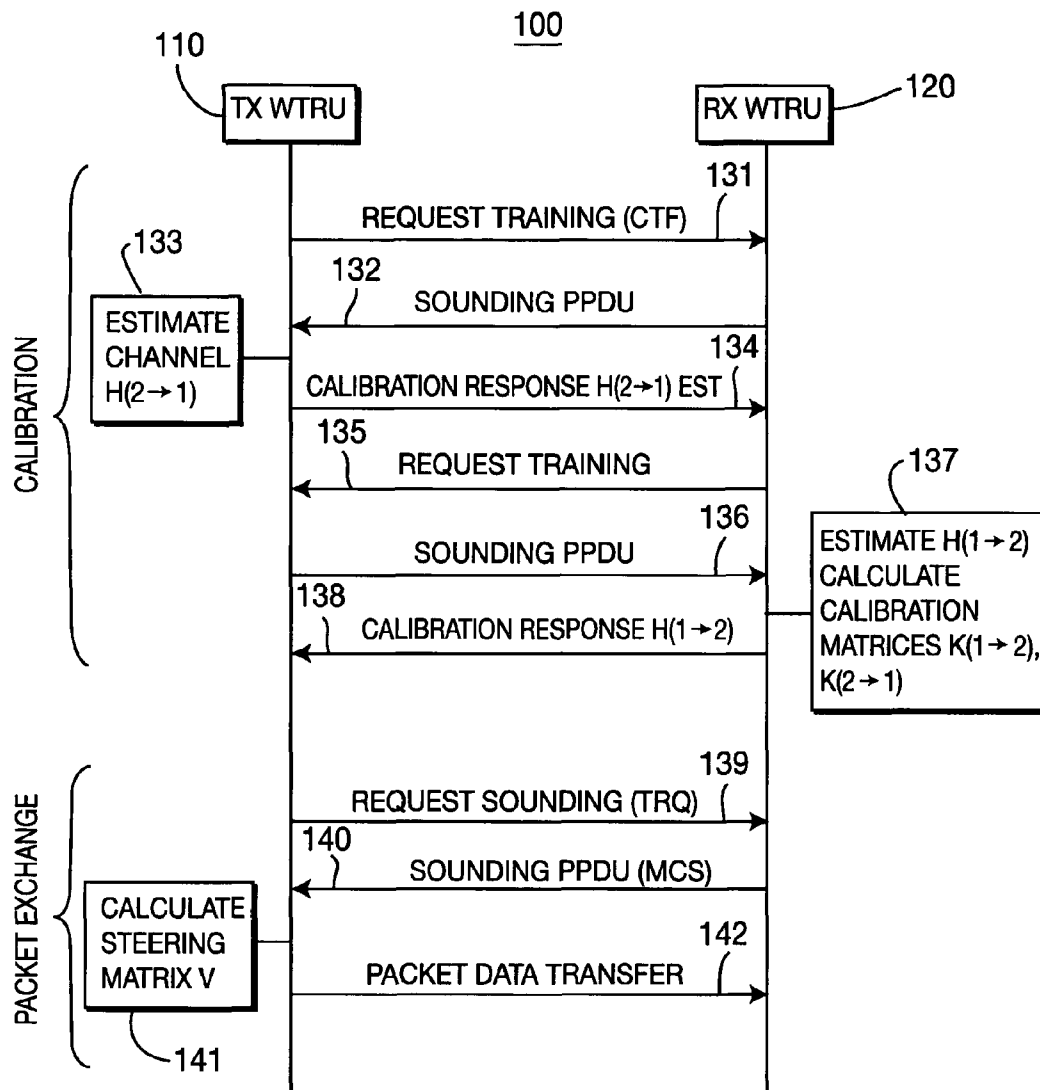 100
110
120
TX WTRU
RX WTRU
131
REQUEST TRAINING (CTF)
133
132
SOUNDING PPDU
ESTIMATE
CHANNEL
H(2→1)
134
CALIBRATION RESPONSE H(2→1) EST
135
REQUEST TRAINING
137
136
SOUNDING PPDU
ESTIMATE H(1→2)
CALCULATE
CALIBRATION
MATRICES K(1→2),
K(2→1)
138
CALIBRATION RESPONSE H(1→2)
CALIBRATION
139
REQUEST SOUNDING (TRQ)
140
SOUNDING PPDU (MCS)
CALCULATE
STEERING
MATRIX V
142
PACKET DATA TRANSFER
141
PACKET EXCHANGE